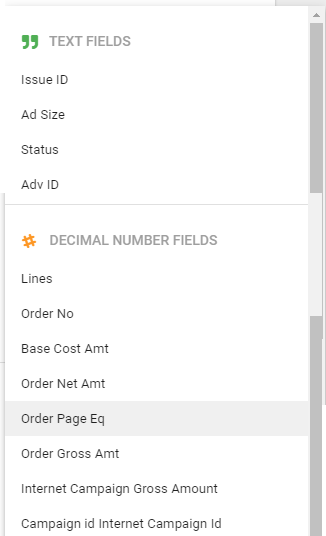 TEXT FIELDS
Issue ID
Ad Size
Status
Adv ID
DECIMAL NUMBER FIELDS
Lines
Order No
Base Cost Amt
Order Net Amt
Order Page Eq
Order Gross Amt
Internet Campaign Gross Amount
Campaign id Internet Campaign Id